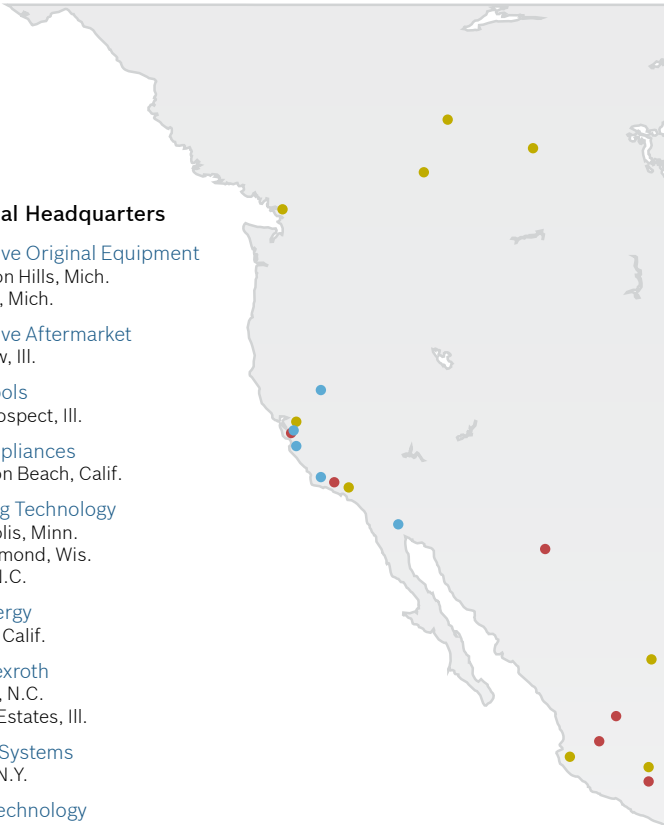 al Headquarters
ve Original Equipment
on Hills, Mich.
, Mich.
ve Aftermarket
w, Ill.
ols
ospect, Ill.
pliances
on Beach, Calif.
g Technology
olis, Minn.
mond, Wis.
N.C.
ergy
Calif.
exroth
, N.C.
Estates, Ill.
Systems
N.Y.
echnology